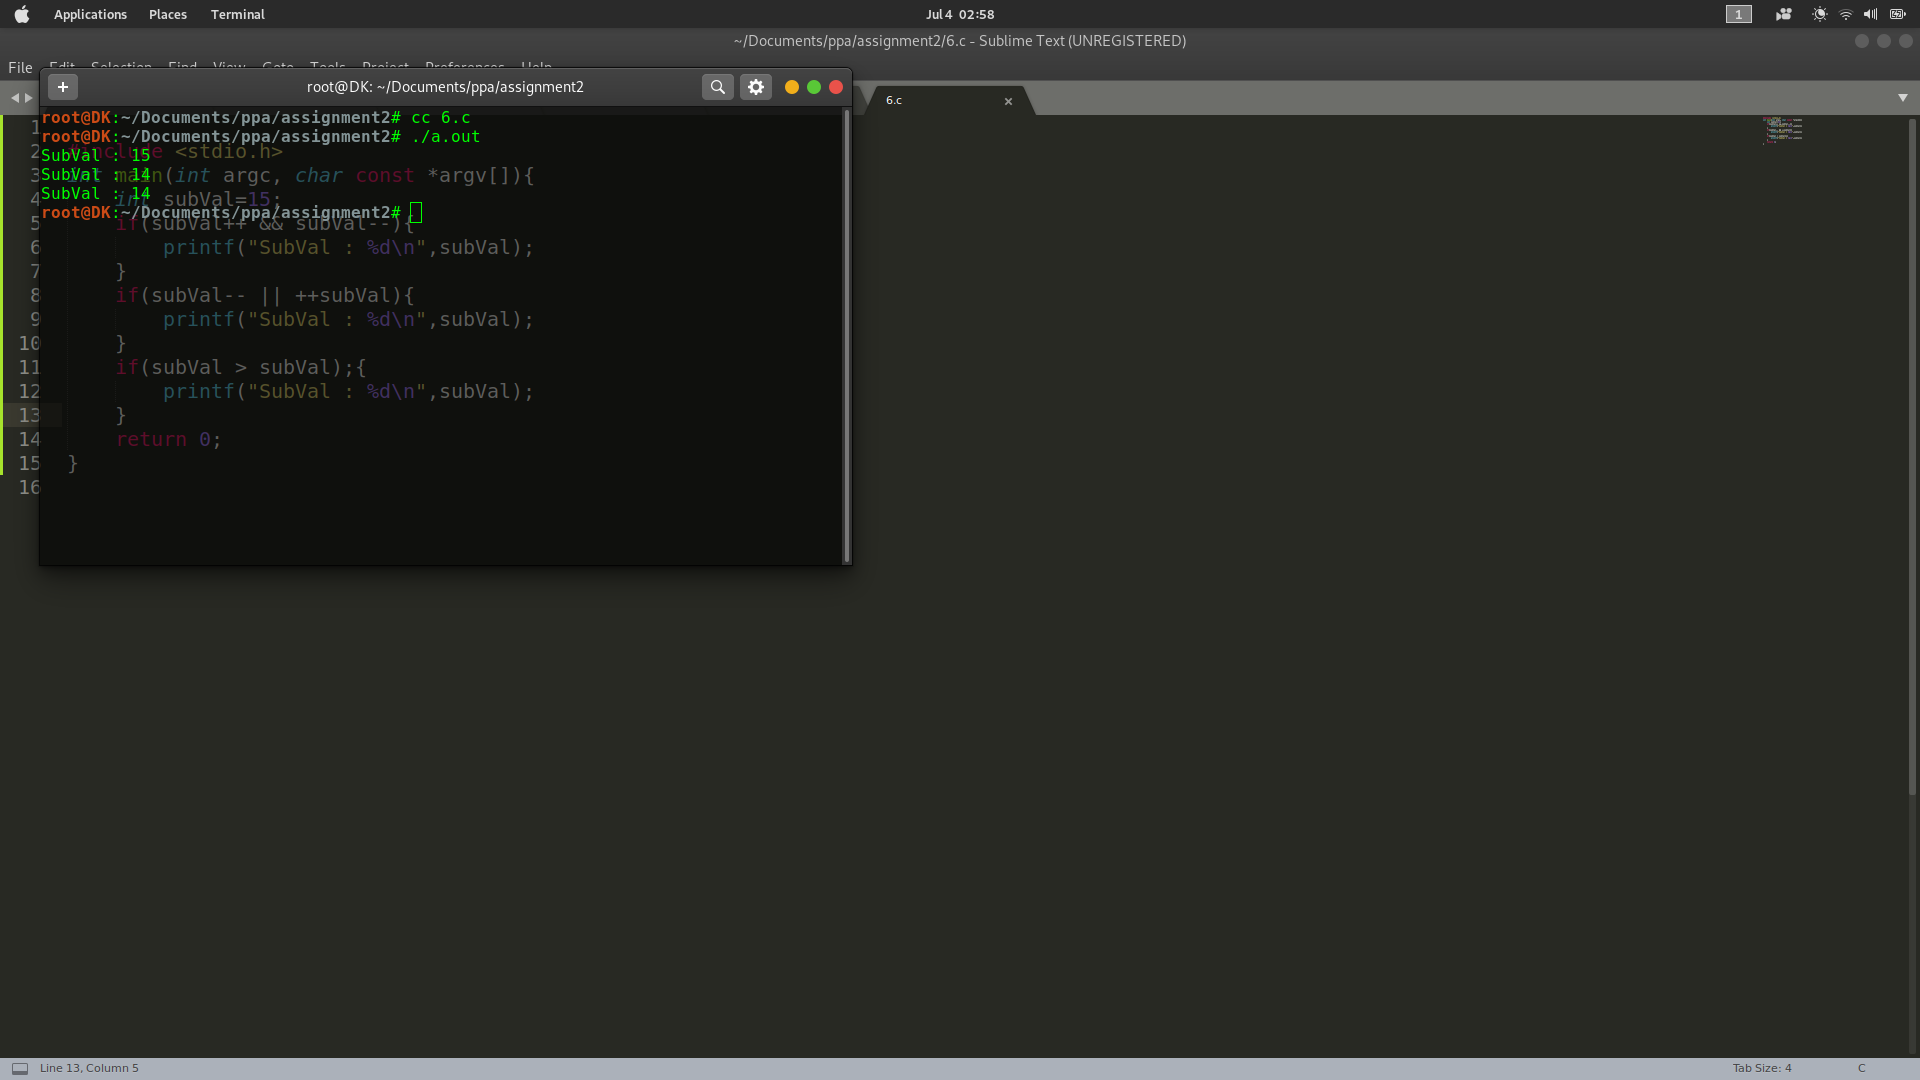 Applications Places Terminal Jul 4 02:58 1
~/Documents/ppa/assignment2/6.c - Sublime Text (UNREGISTERED)
File Edit Selection Find View Goto Tools Project Preferences Help
+ root@DK: ~/Documents/ppa/assignment2
6.c ×
root@DK:~/Documents/ppa/assignment2# cc 6.c
root@DK:~/Documents/ppa/assignment2# ./a.out
SubVal : 15
SubVal : 14
SubVal : 14
root@DK:~/Documents/ppa/assignment2#
1
2 #include <stdio.h>
3 int main(int argc, char const *argv[]){
4 int subVal=15;
5 if(subVal++ && subVal--){
6 printf("SubVal : %d\n",subVal);
7 }
8 if(subVal-- || ++subVal){
9 printf("SubVal : %d\n",subVal);
10 }
11 if(subVal > subVal);{
12 printf("SubVal : %d\n",subVal);
13 }
14 return 0;
15 }
16
Line 13, Column 5 Tab Size: 4 C